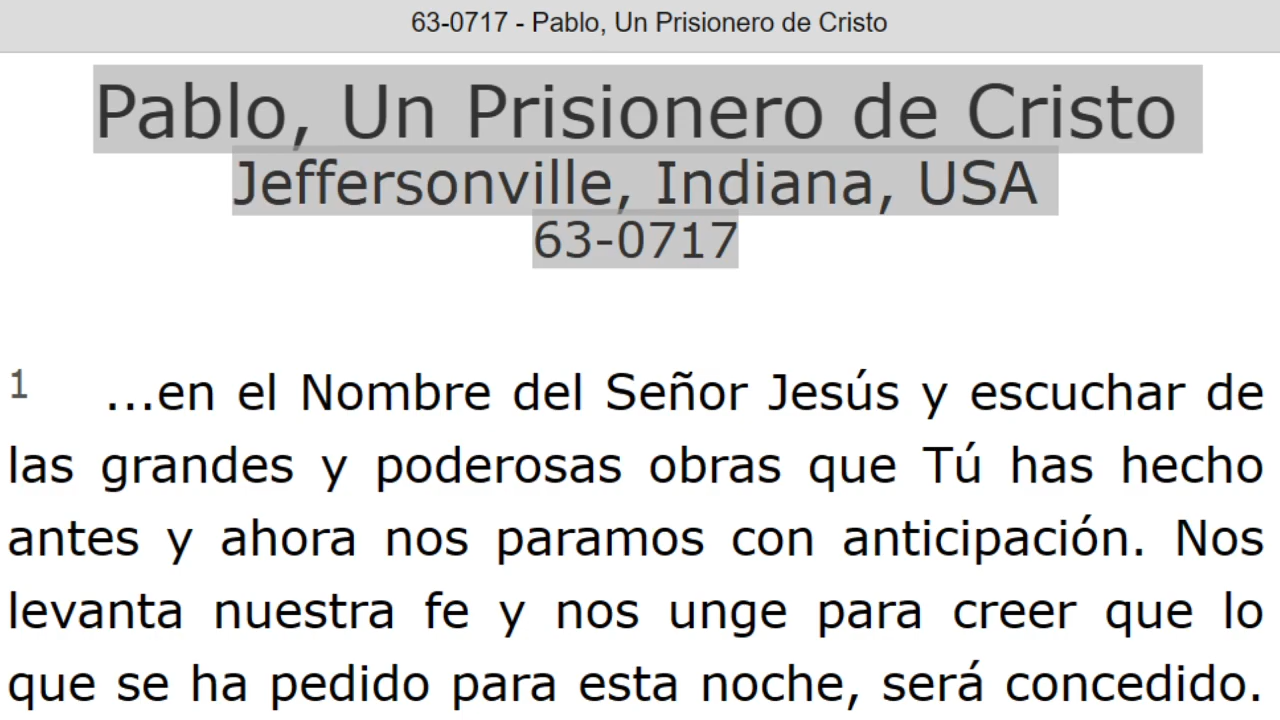 63-0717 - Pablo, Un Prisionero de Cristo
Pablo, Un Prisionero de Cristo
Jeffersonville, Indiana, USA
63-0717
1 ...en el Nombre del Señor Jesús y escuchar de
las grandes y poderosas obras que Tú has hecho
antes y ahora nos paramos con anticipación. Nos
levanta nuestra fe y nos unge para creer que lo
que se ha pedido para esta noche, será concedido.